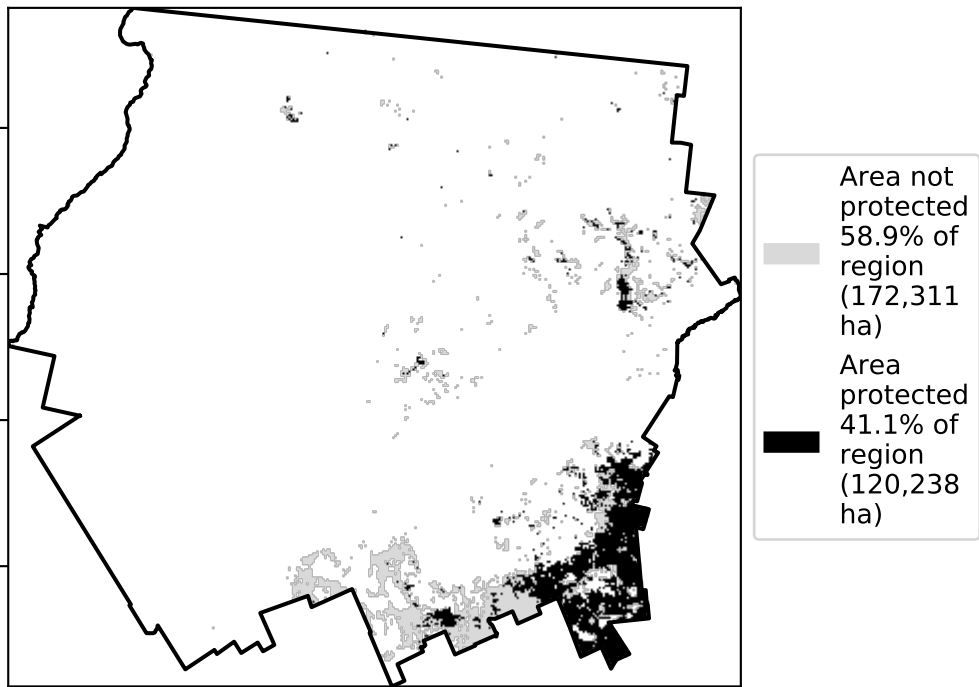 Area not
protected
58.9% of
region
(172,311
ha)
Area
protected
41.1% of
region
(120,238
ha)